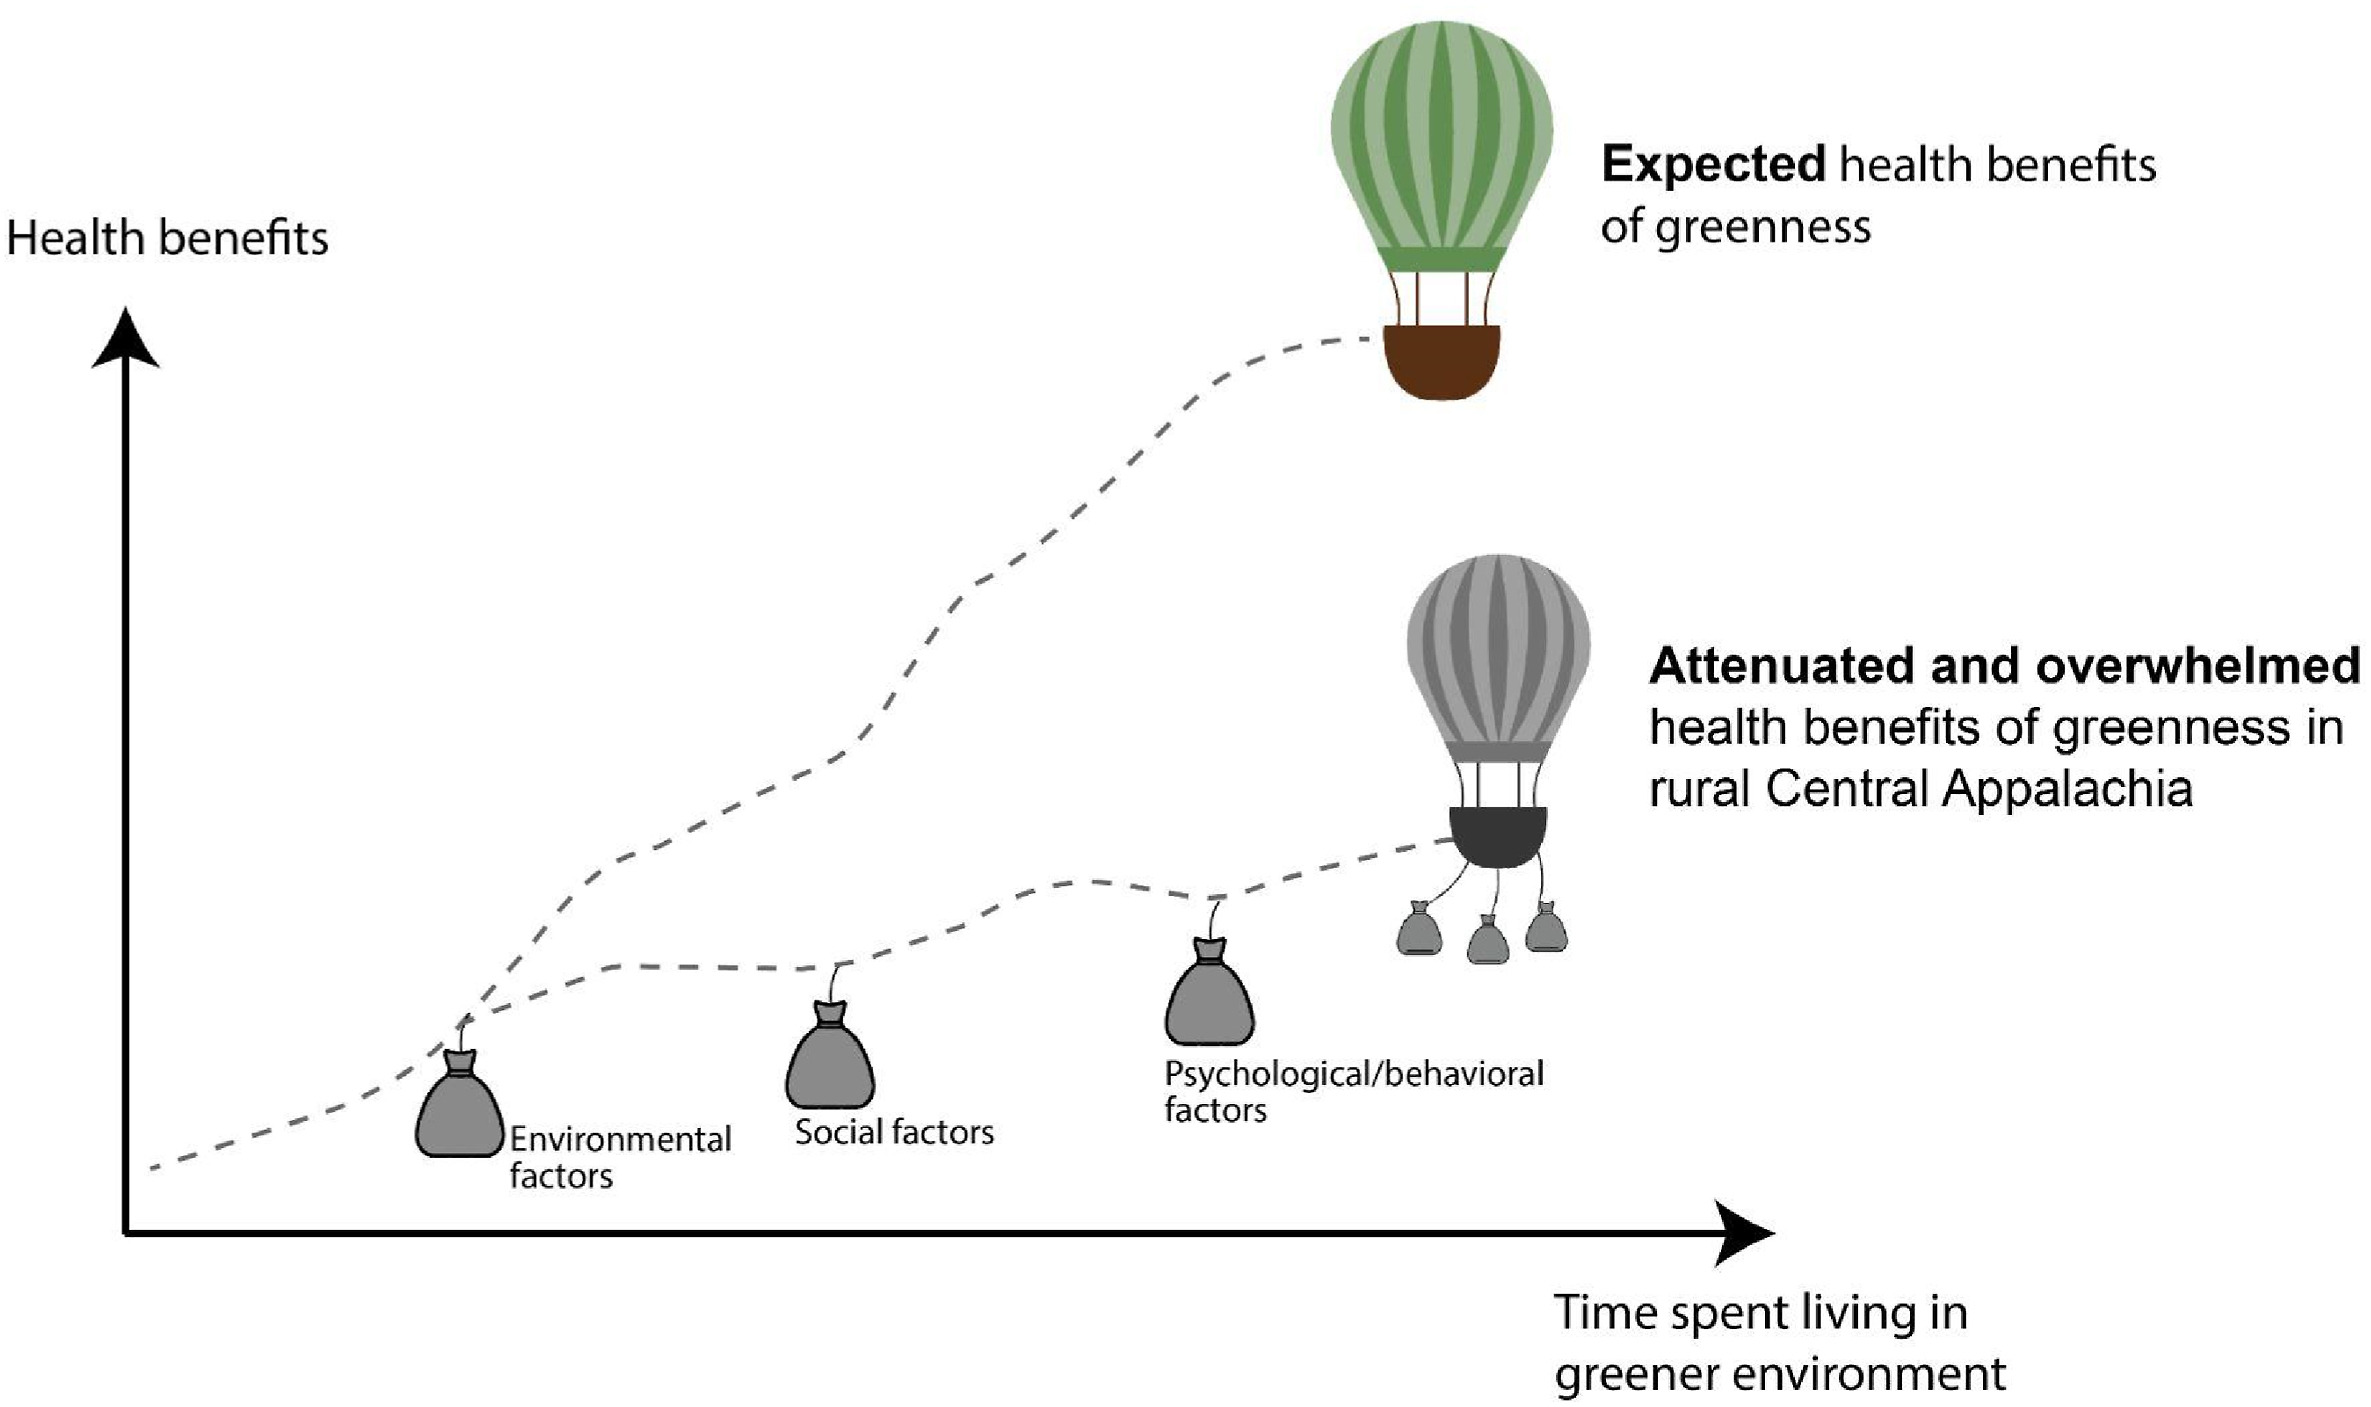 Expected health benefits
of greenness
Health benefits
Attenuated and overwhelmed
health benefits of greenness in
rural Central Appalachia
Psychological/behavioral
factors
Social factors
Environmental
factors
Time spent living in
greener environment